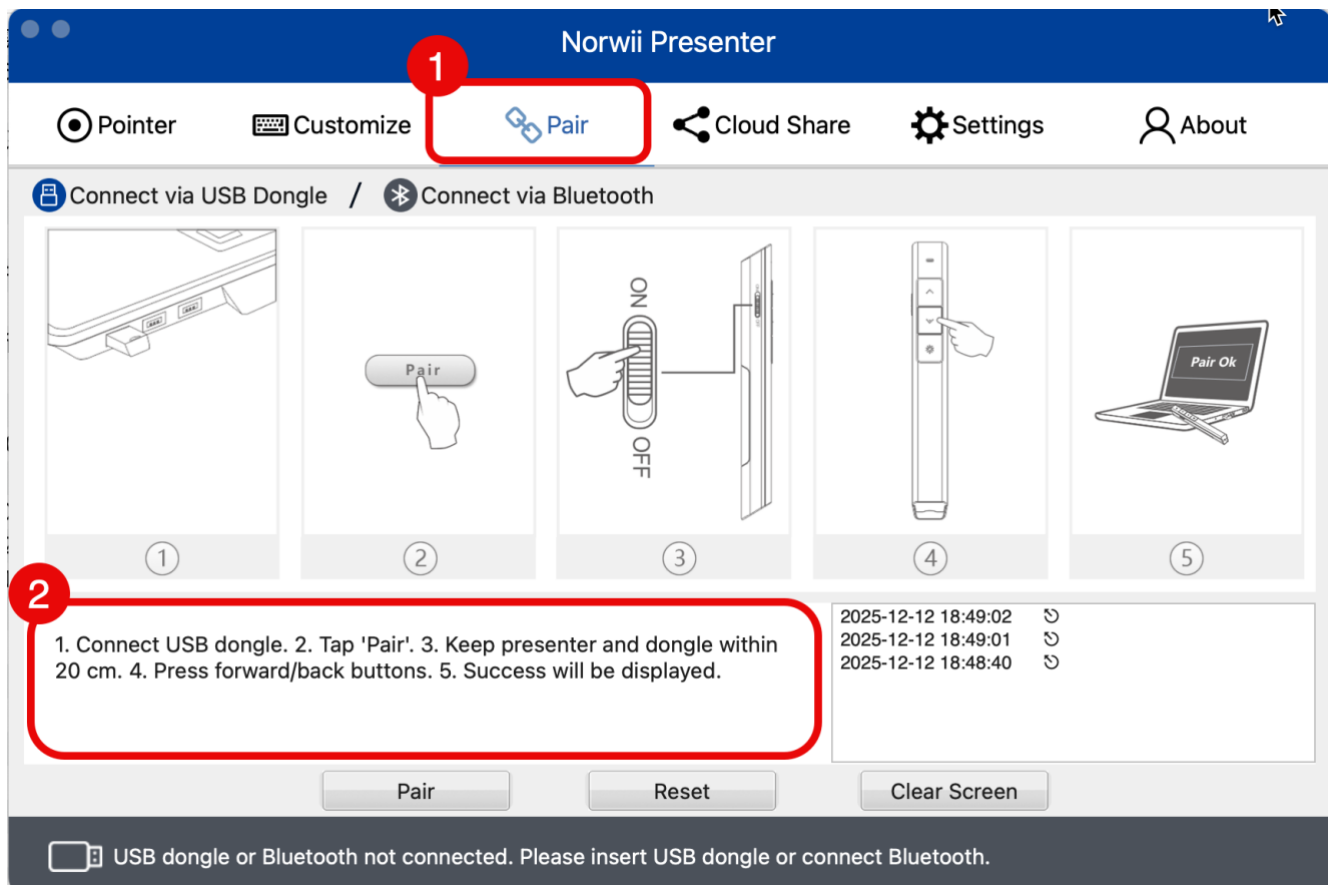 Norwii Presenter
1
Pointer
Customize
Pair
Cloud Share
Settings
About
Connect via USB Dongle / Connect via Bluetooth
Pair
ON
OFF
Pair Ok
1
2
3
4
5
2
1. Connect USB dongle. 2. Tap 'Pair'. 3. Keep presenter and dongle within
20 cm. 4. Press forward/back buttons. 5. Success will be displayed.
2025-12-12 18:49:02
2025-12-12 18:49:01
2025-12-12 18:48:40
Pair
Reset
Clear Screen
USB dongle or Bluetooth not connected. Please insert USB dongle or connect Bluetooth.